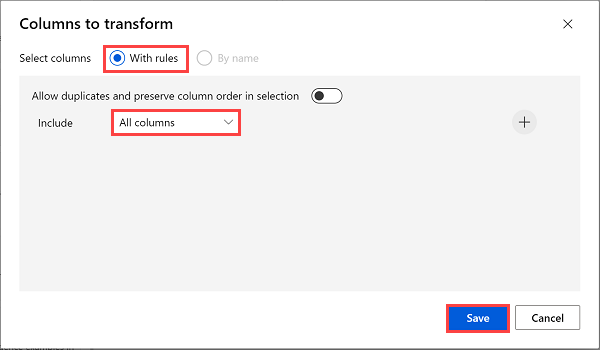 Columns to transform
Select columns With rules By name
Allow duplicates and preserve column order in selection
Include All columns
Save Cancel